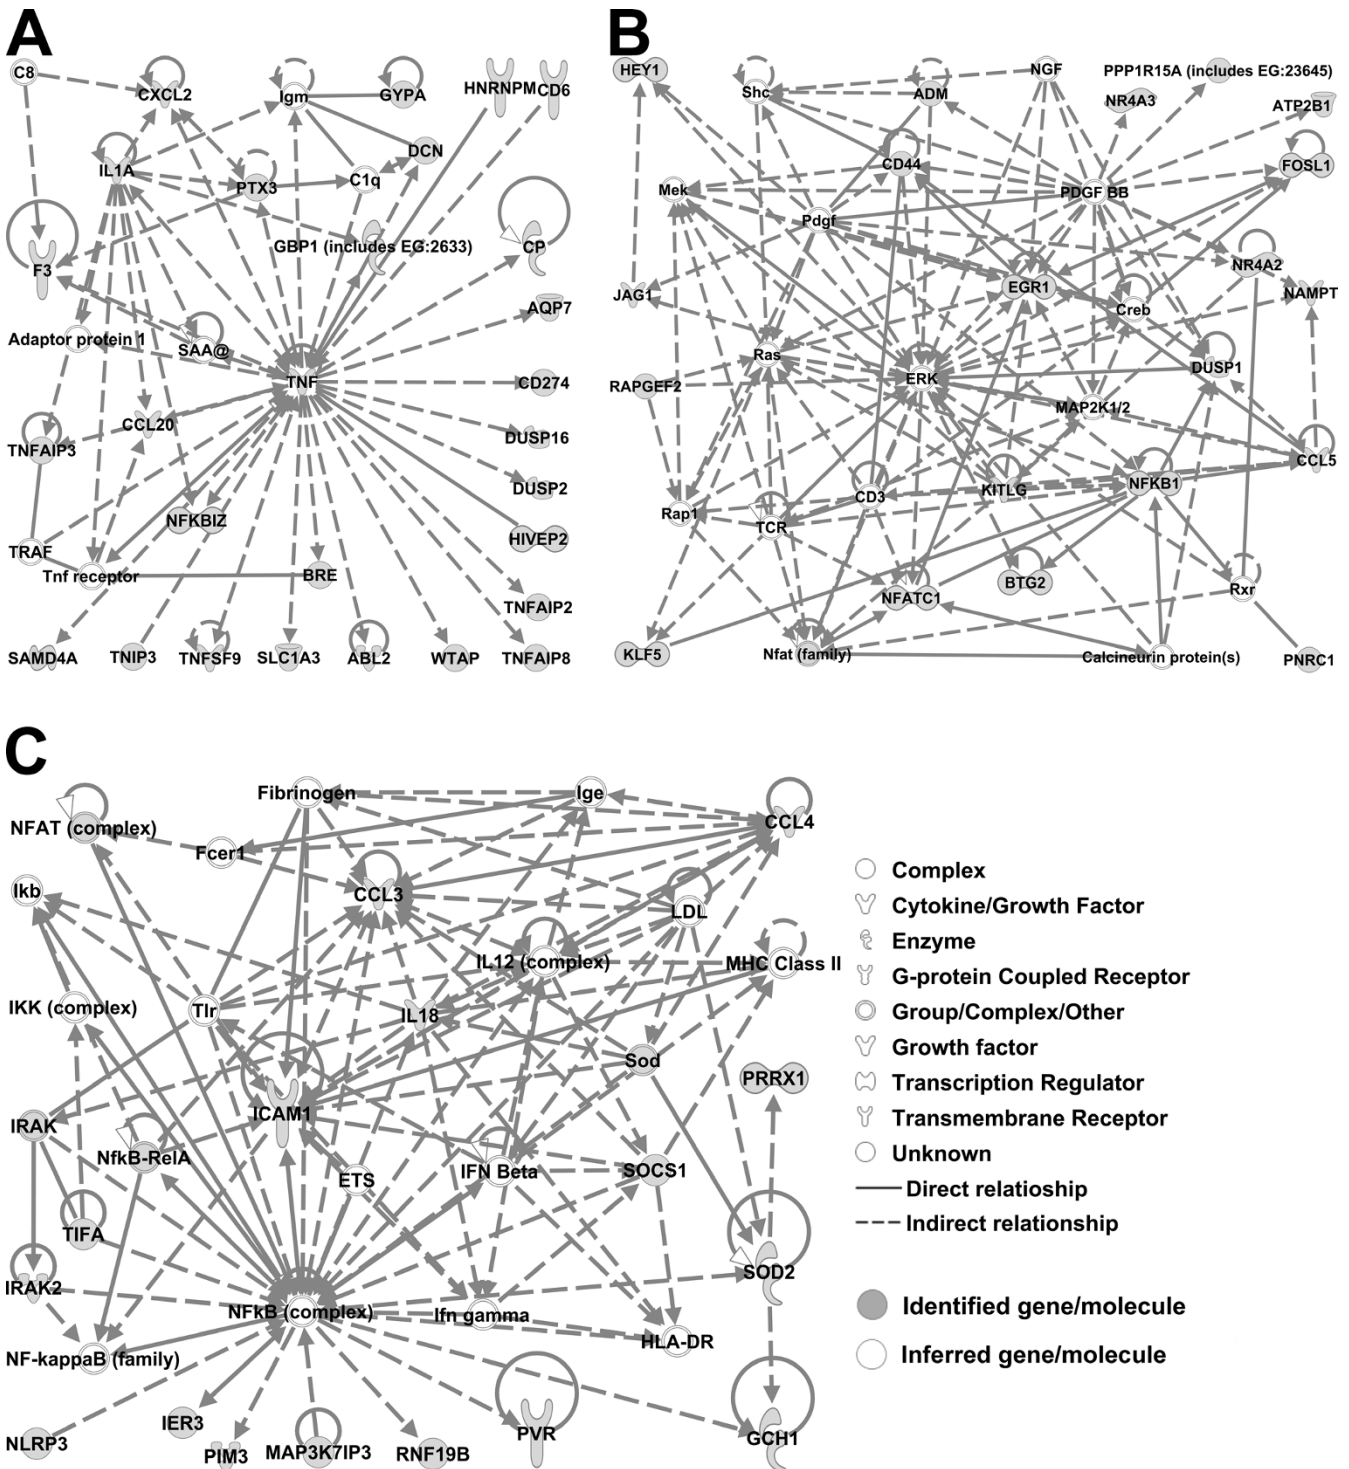 A
C8
CXCL2
Igm
GYPA
HNRNPM
CD6
IL1A
PTX3
C1q
DCN
GBP1 (includes EG:2633)
CP
F3
AQP7
Adaptor protein 1
SAA@
TNF
CD274
CCL20
DUSP16
TNFAIP3
DUSP2
NFKBIZ
HIVEP2
TRAF
Tnf receptor
BRE
TNFAIP2
SAMD4A
TNIP3
TNFSF9
SLC1A3
ABL2
WTAP
TNFAIP8
B
HEY1
Shc
ADM
NGF
PPP1R15A (includes EG:23645)
NR4A3
ATP2B1
CD44
FOSL1
Mek
Pdgf
PDGF BB
NR4A2
JAG1
EGR1
Creb
NAMPT
Ras
ERK
DUSP1
RAPGEF2
MAP2K1/2
CCL5
Rap1
TCR
CD3
KITLG
NFKB1
NFATC1
BTG2
Rxr
KLF5
Nfat (family)
Calcineurin protein(s)
PNRC1
C
Fibrinogen
Ige
NFAT (complex)
Fcer1
CCL4
Ikb
CCL3
LDL
IL12 (complex)
MHC Class II
IKK (complex)
Tlr
IL18
Sod
PRRX1
IRAK
ICAM1
NfkB-RelA
ETS
IFN Beta
SOCS1
TIFA
IRAK2
SOD2
NFkB (complex)
Ifn gamma
HLA-DR
NF-kappaB (family)
NLRP3
IER3
PIM3
MAP3K7IP3
RNF19B
PVR
GCH1
Complex
Cytokine/Growth Factor
Enzyme
G-protein Coupled Receptor
Group/Complex/Other
Growth factor
Transcription Regulator
Transmembrane Receptor
Unknown
Direct relatioship
Indirect relationship
Identified gene/molecule
Inferred gene/molecule